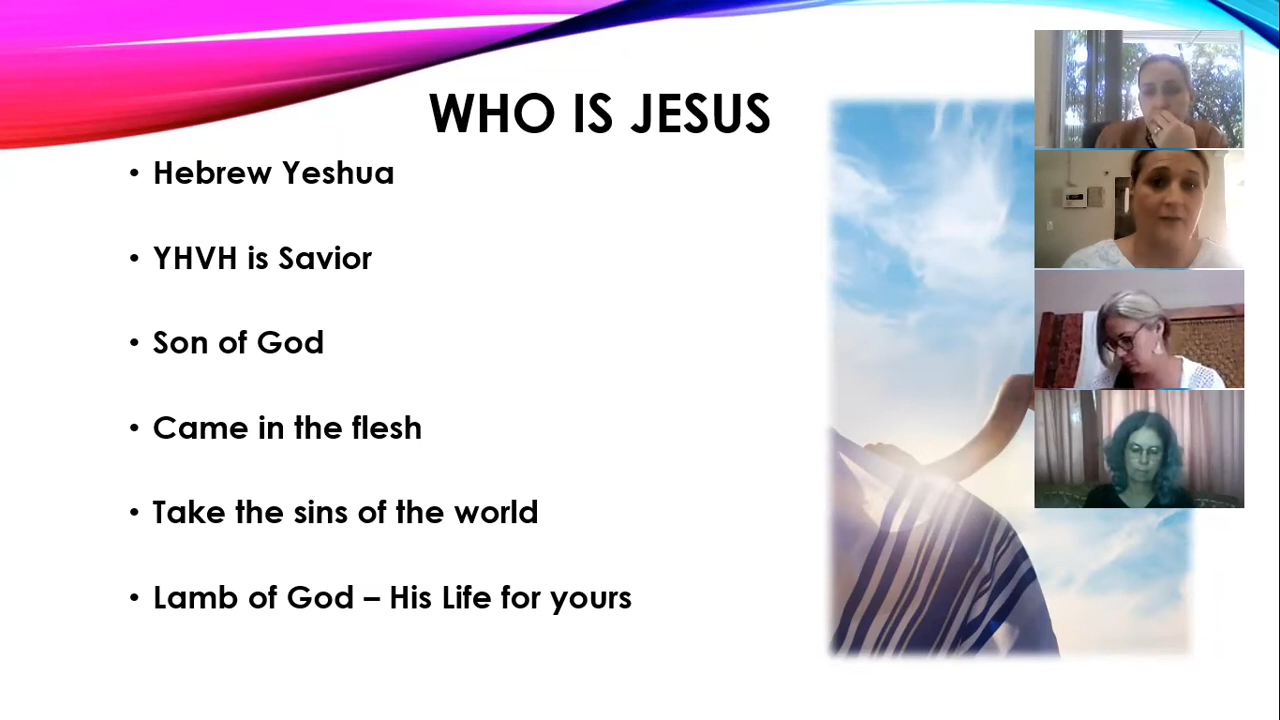 WHO IS JESUS
• Hebrew Yeshua
• YHVH is Savior
• Son of God
• Came in the flesh
• Take the sins of the world
• Lamb of God – His Life for yours